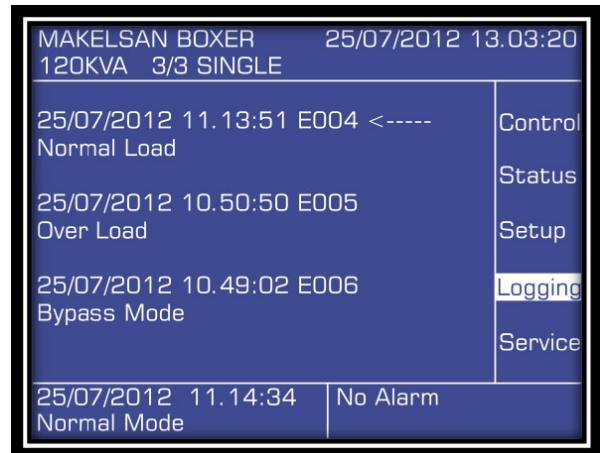 MAKELSAN BOXER 25/07/2012 13.03:20
120KVA 3/3 SINGLE
25/07/2012 11.13:51 E004 <-----
Normal Load
25/07/2012 10.50:50 E005
Over Load
25/07/2012 10.49:02 E006
Bypass Mode
Control
Status
Setup
Logging
Service
25/07/2012 11.14:34
Normal Mode
No Alarm